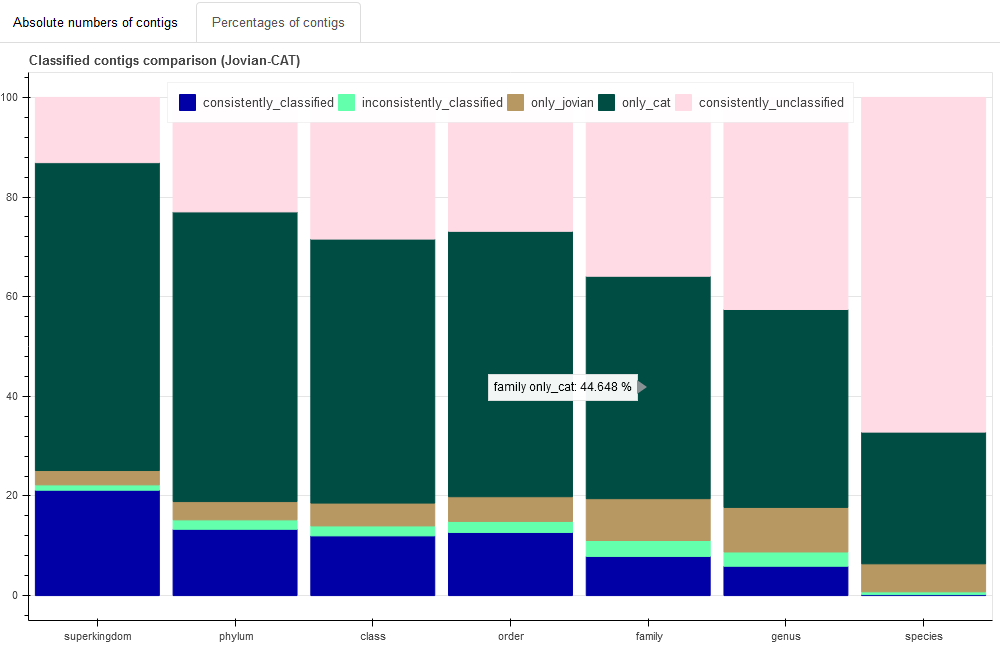 Absolute numbers of contigs
Percentages of contigs
Classified contigs comparison (Jovian-CAT)
consistently_classified inconsistently_classified only_jovian only_cat consistently_unclassified
100
80
60
40
20
0
family only_cat: 44.648 %
superkingdom phylum class order family genus species